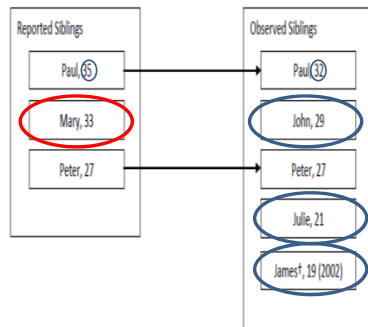 Reported Siblings
Paul, 35
Mary, 33
Peter, 27
Observed Siblings
Paul, 32
John, 29
Peter, 27
Julie, 21
James†, 19 (2002)